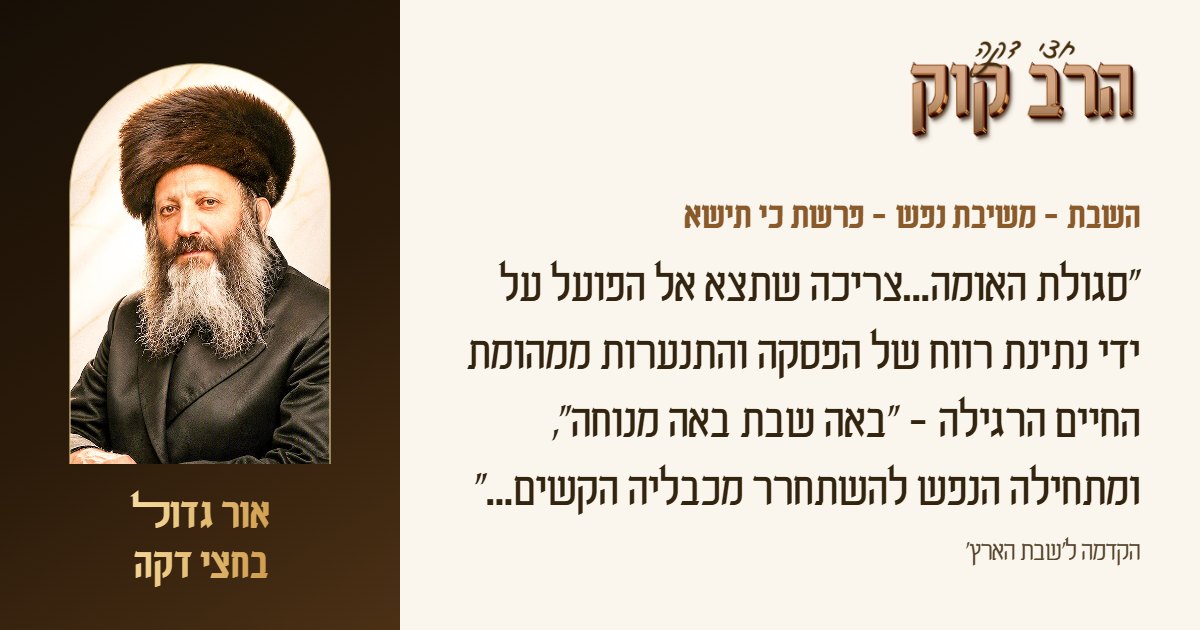 חצי דקה
הרב קוק
השבת - משיבת נפש - פרשת כי תישא
"סגולת האומה...צריכה שתצא אל הפועל על
ידי נתינת רווח של הפסקה והתנערות ממהומת
החיים הרגילה - "באה שבת באה מנוחה",
ומתחילה הנפש להשתחרר מכבליה הקשים..."
הקדמה ל'שבת הארץ'
אור גדול
בחצי דקה